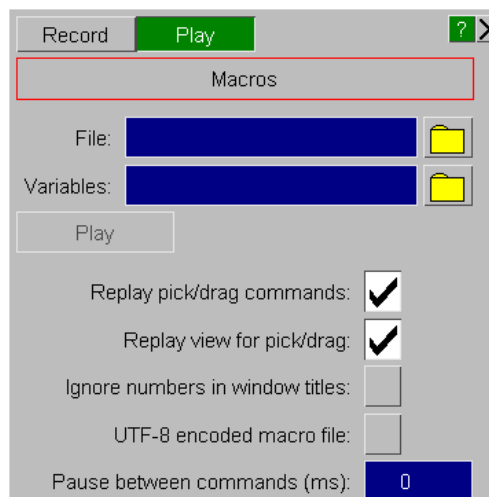 Record Play ? X
Macros
File:
Variables:
Play
Replay pick/drag commands:
Replay view for pick/drag:
Ignore numbers in window titles:
UTF-8 encoded macro file:
Pause between commands (ms): 0